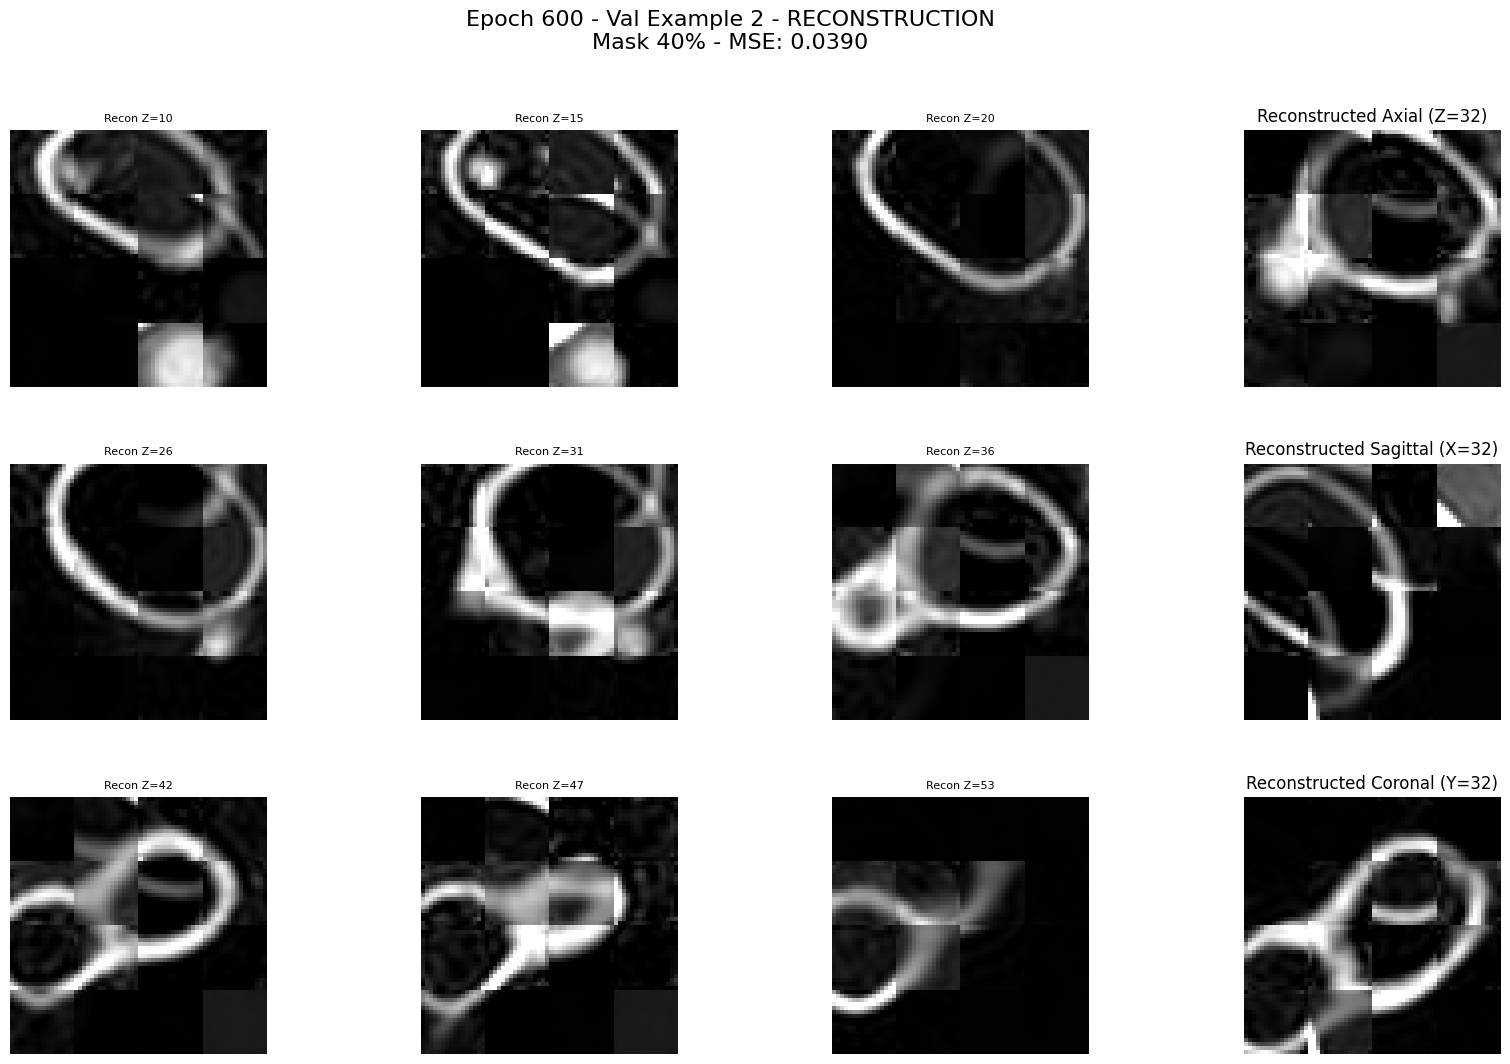 Epoch 600 - Val Example 2 - RECONSTRUCTION
Mask 40% - MSE: 0.0390
Recon Z=10
Recon Z=15
Recon Z=20
Reconstructed Axial (Z=32)
Recon Z=26
Recon Z=31
Recon Z=36
Reconstructed Sagittal (X=32)
Recon Z=42
Recon Z=47
Recon Z=53
Reconstructed Coronal (Y=32)